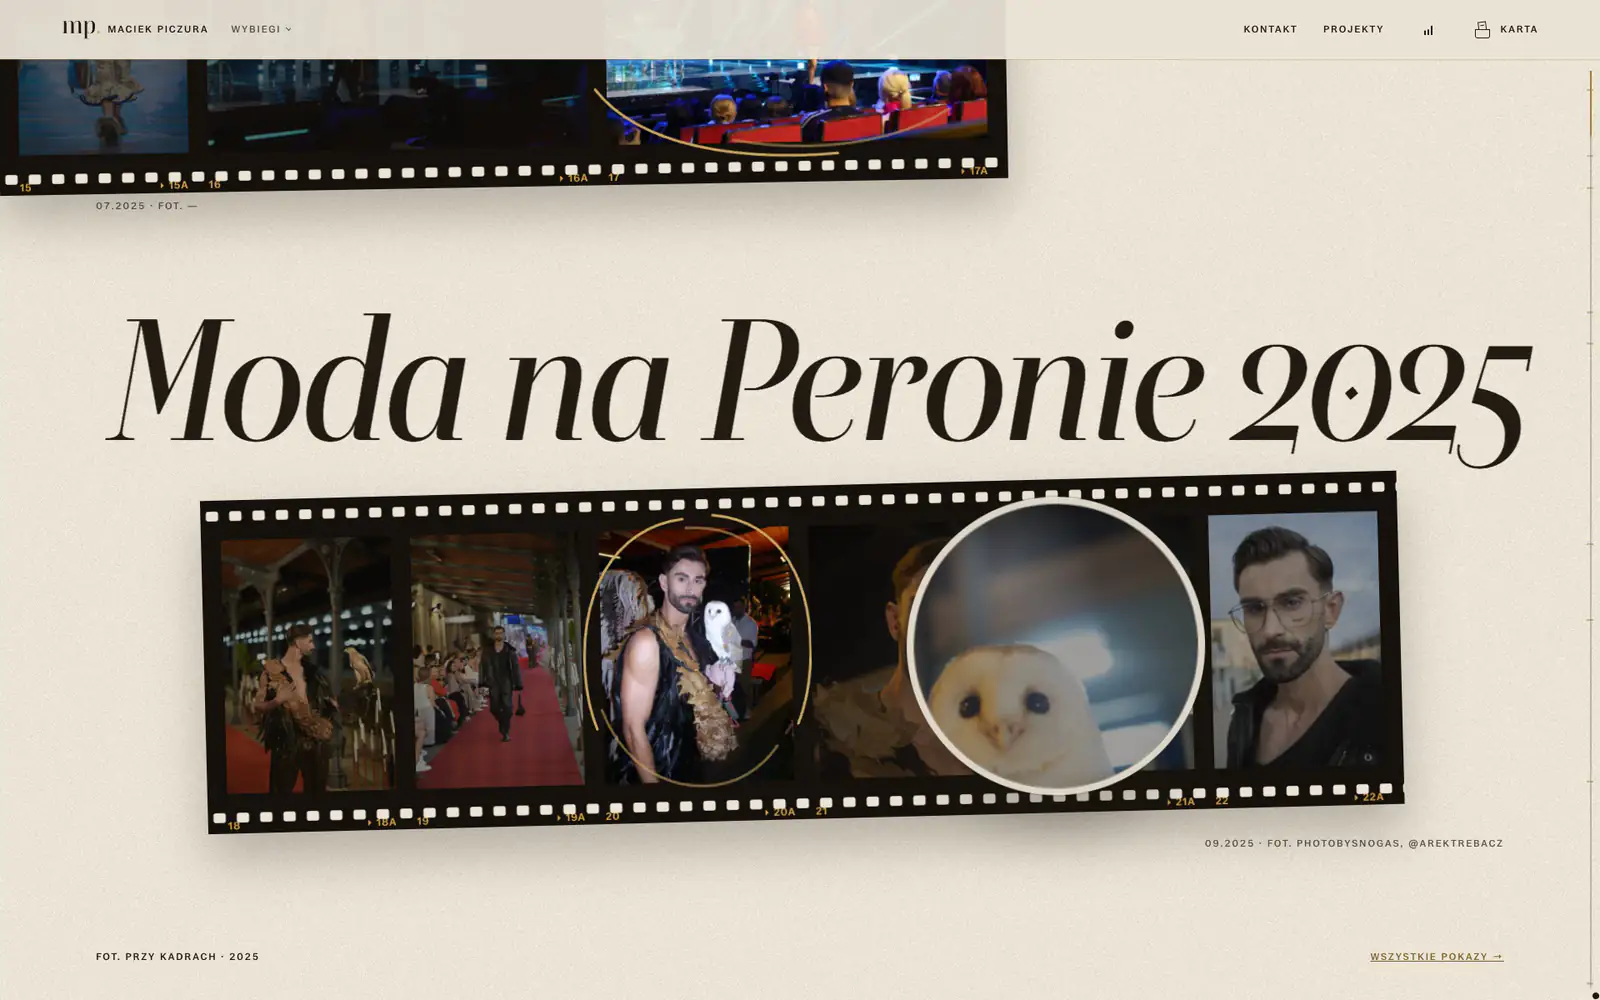 mp. MACIEK PICZURA WYBIEGI KONTAKT PROJEKTY KARTA
15 15A 16 16A 17 17A
07.2025 · FOT. —
Moda na Peronie 2025
18 18A 19 19A 20 20A 21 21A 22 22A
09.2025 · FOT. PHOTOBYSNOGAS, @AREKTREBACZ
FOT. PRZY KADRACH · 2025 WSZYSTKIE POKAZY →